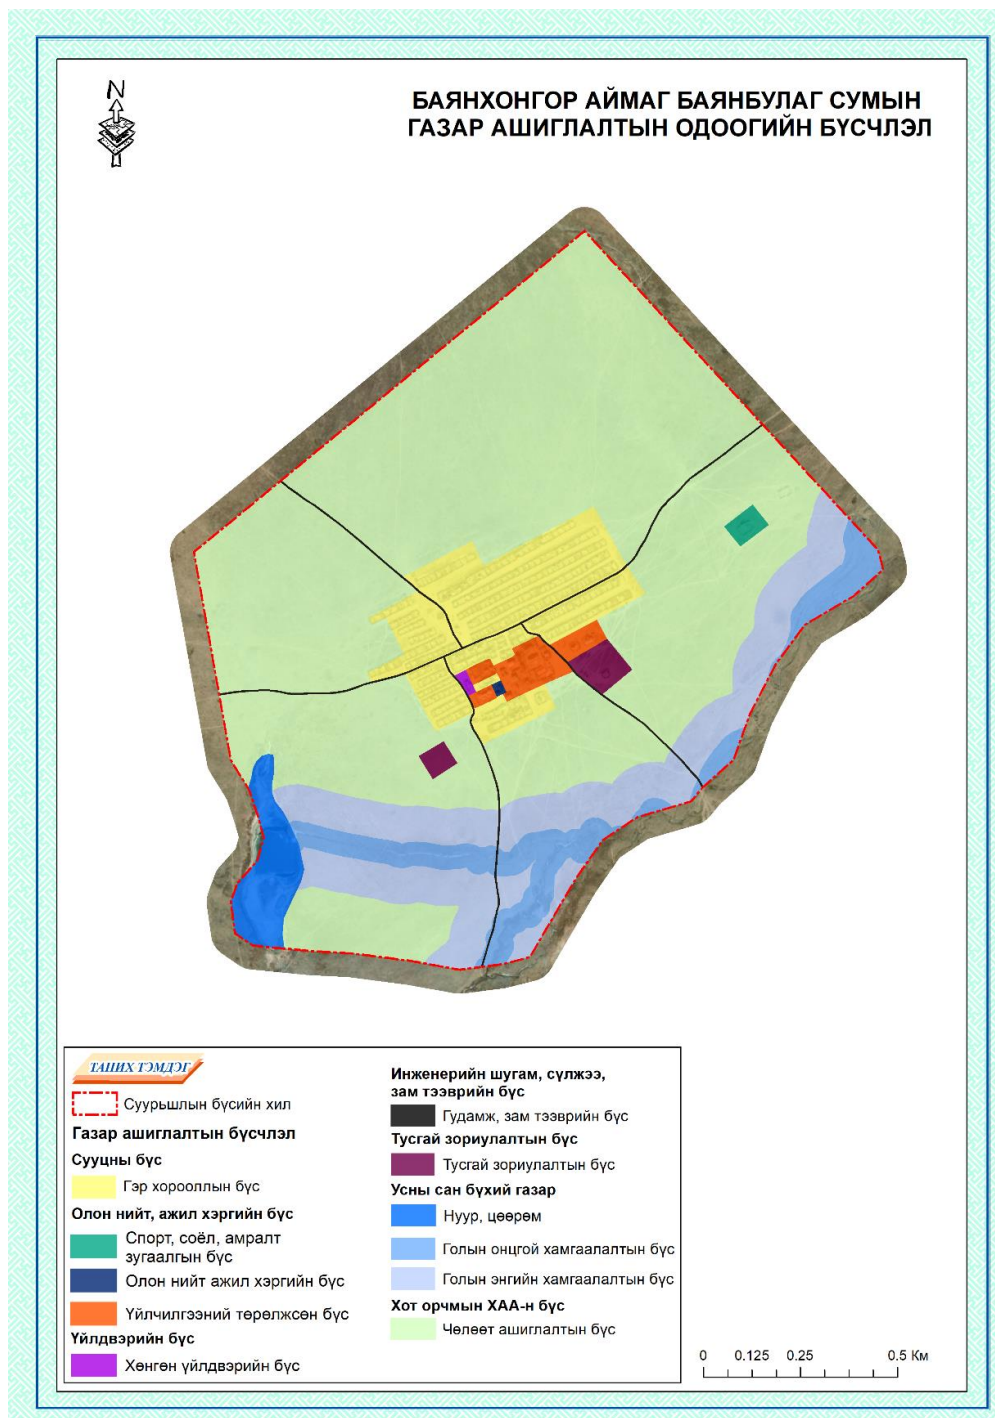 N
БАЯНХОНГОР АЙМАГ БАЯНБУЛАГ СУМЫН
ГАЗАР АШИГЛАЛТЫН ОДООГИЙН БҮСЧЛЭЛ
ТАНИХ ТЭМДЭГ
Суурьшлын бүсийн хил
Газар ашиглалтын бүсчлэл
Сууцны бүс
Гэр хорооллын бүс
Олон нийт, ажил хэргийн бүс
Спорт, соёл, амралт
зугаалгын бүс
Олон нийт ажил хэргийн бүс
Үйлчилгээний төрөлжсөн бүс
Үйлдвэрийн бүс
Хөнгөн үйлдвэрийн бүс
Инженерийн шугам, сүлжээ,
зам тээврийн бүс
Гудамж, зам тээврийн бүс
Тусгай зориулалтын бүс
Тусгай зориулалтын бүс
Усны сан бүхий газар
Нуур, цөөрөм
Голын онцгой хамгаалалтын бүс
Голын энгийн хамгаалалтын бүс
Хот орчмын ХАА-н бүс
Чөлөөт ашиглалтын бүс
0 0.125 0.25 0.5 Км